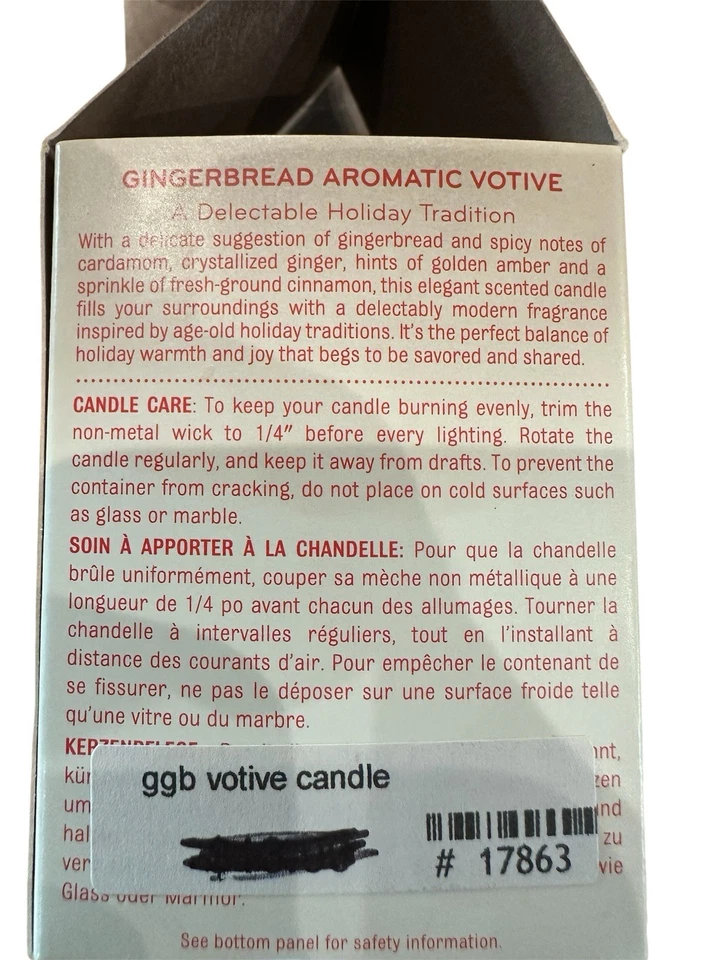 GINGERBREAD AROMATIC VOTIVE
A Delectable Holiday Tradition
With a delicate suggestion of gingerbread and spicy notes of
cardamom, crystallized ginger, hints of golden amber and a
sprinkle of fresh-ground cinnamon, this elegant scented candle
fills your surroundings with a delectably modern fragrance
inspired by age-old holiday traditions. It's the perfect balance of
holiday warmth and joy that begs to be savored and shared.
CANDLE CARE: To keep your candle burning evenly, trim the
non-metal wick to 1/4" before every lighting. Rotate the
candle regularly, and keep it away from drafts. To prevent the
container from cracking, do not place on cold surfaces such
as glass or marble.
SOIN À APPORTER À LA CHANDELLE: Pour que la chandelle
brûle uniformément, couper sa mèche non métallique à une
longueur de 1/4 po avant chacun des allumages. Tourner la
chandelle à intervalles réguliers, tout en l'installant à
distance des courants d'air. Pour empêcher le contenant de
se fissurer, ne pas le déposer sur une surface froide telle
qu'une vitre ou du marbre.
KERZENPFLEGE
um
zu
Glass oder Marmor.
ggb votive candle
# 17863
See bottom panel for safety information.